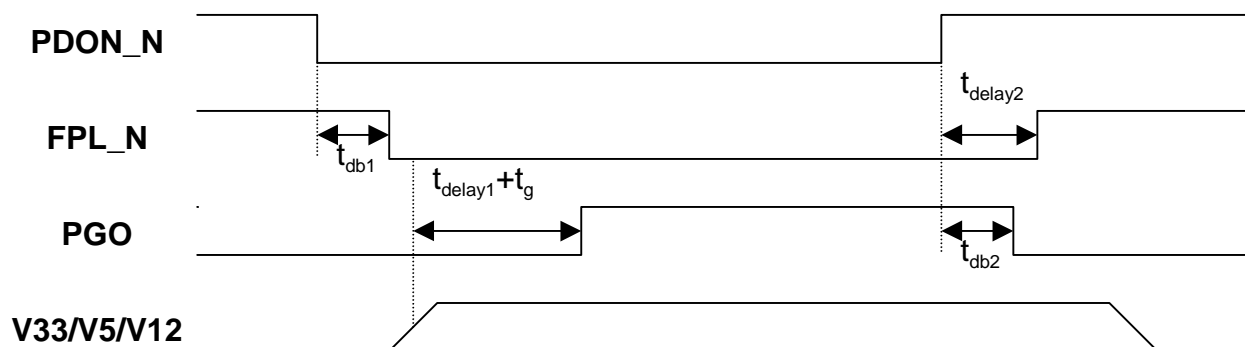 PDON_N
t_delay2
FPL_N
t_db1
t_delay1+t_g
PGO
t_db2
V33/V5/V12